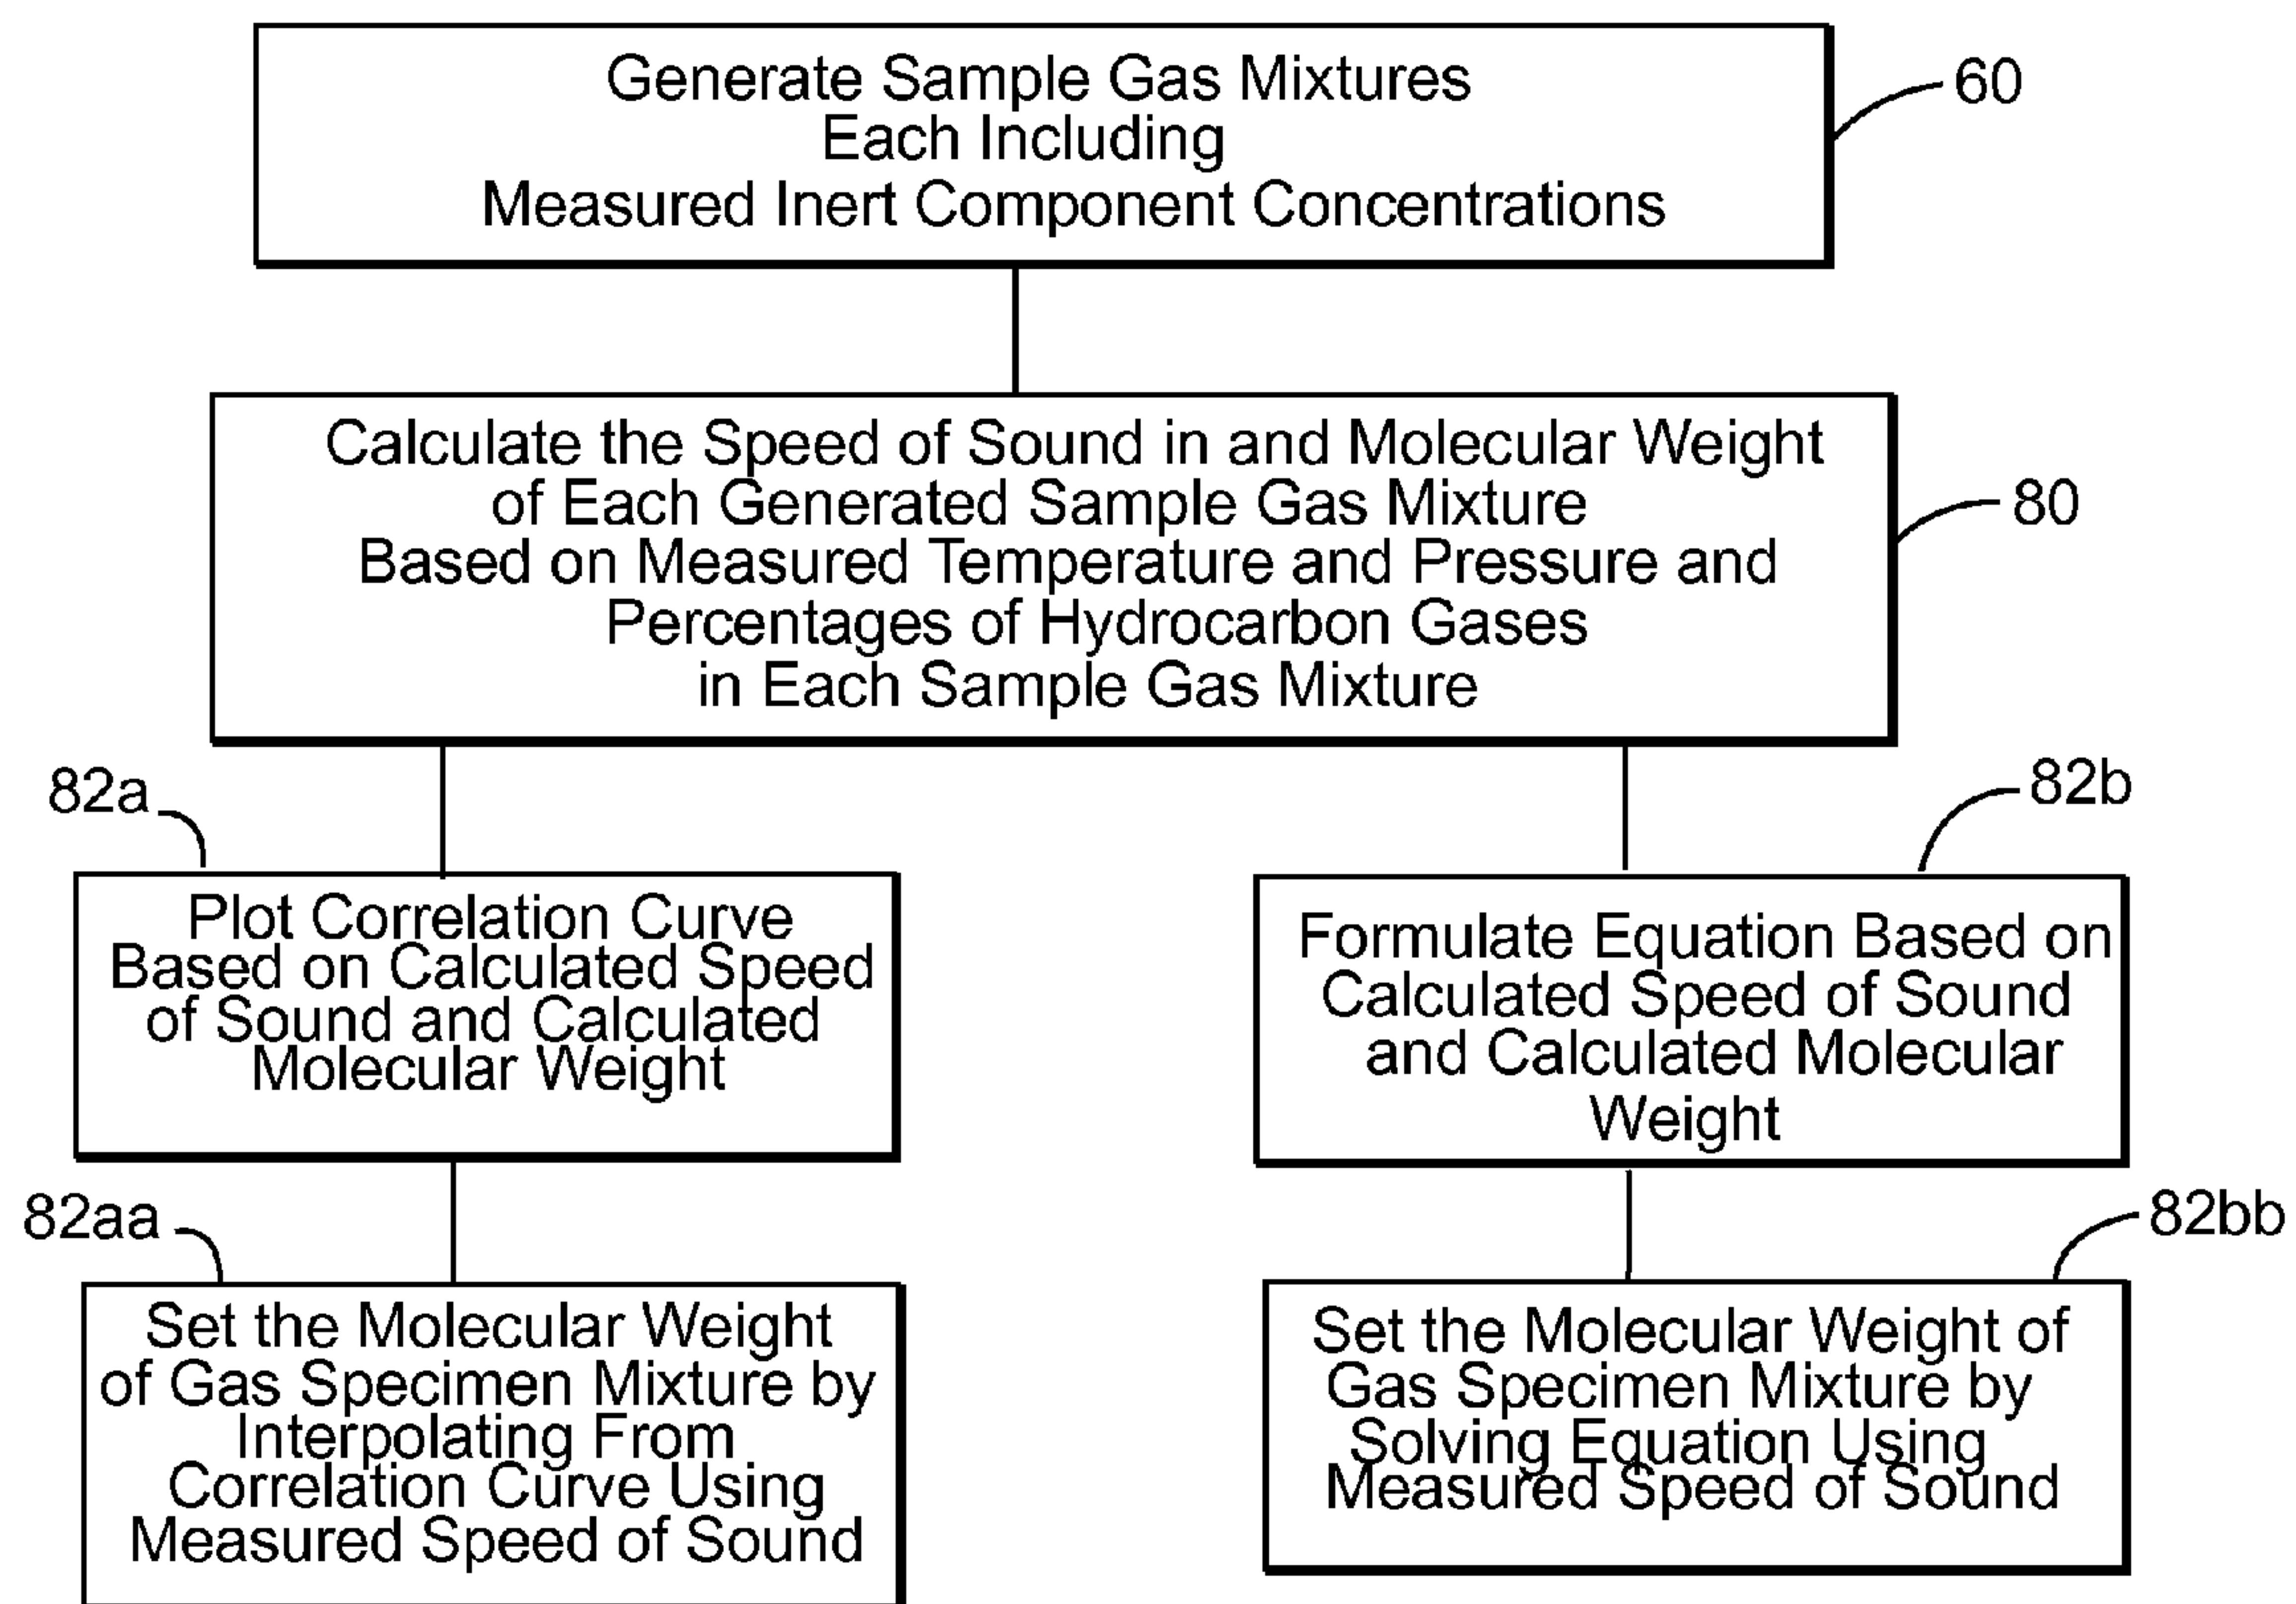 Generate Sample Gas Mixtures
Each Including
Measured Inert Component Concentrations
60
Calculate the Speed of Sound in and Molecular Weight
of Each Generated Sample Gas Mixture
Based on Measured Temperature and Pressure and
Percentages of Hydrocarbon Gases
in Each Sample Gas Mixture
80
82a
Plot Correlation Curve
Based on Calculated Speed
of Sound and Calculated
Molecular Weight
82b
Formulate Equation Based on
Calculated Speed of Sound
and Calculated Molecular
Weight
82aa
Set the Molecular Weight
of Gas Specimen Mixture by
Interpolating From
Correlation Curve Using
Measured Speed of Sound
82bb
Set the Molecular Weight of
Gas Specimen Mixture by
Solving Equation Using
Measured Speed of Sound